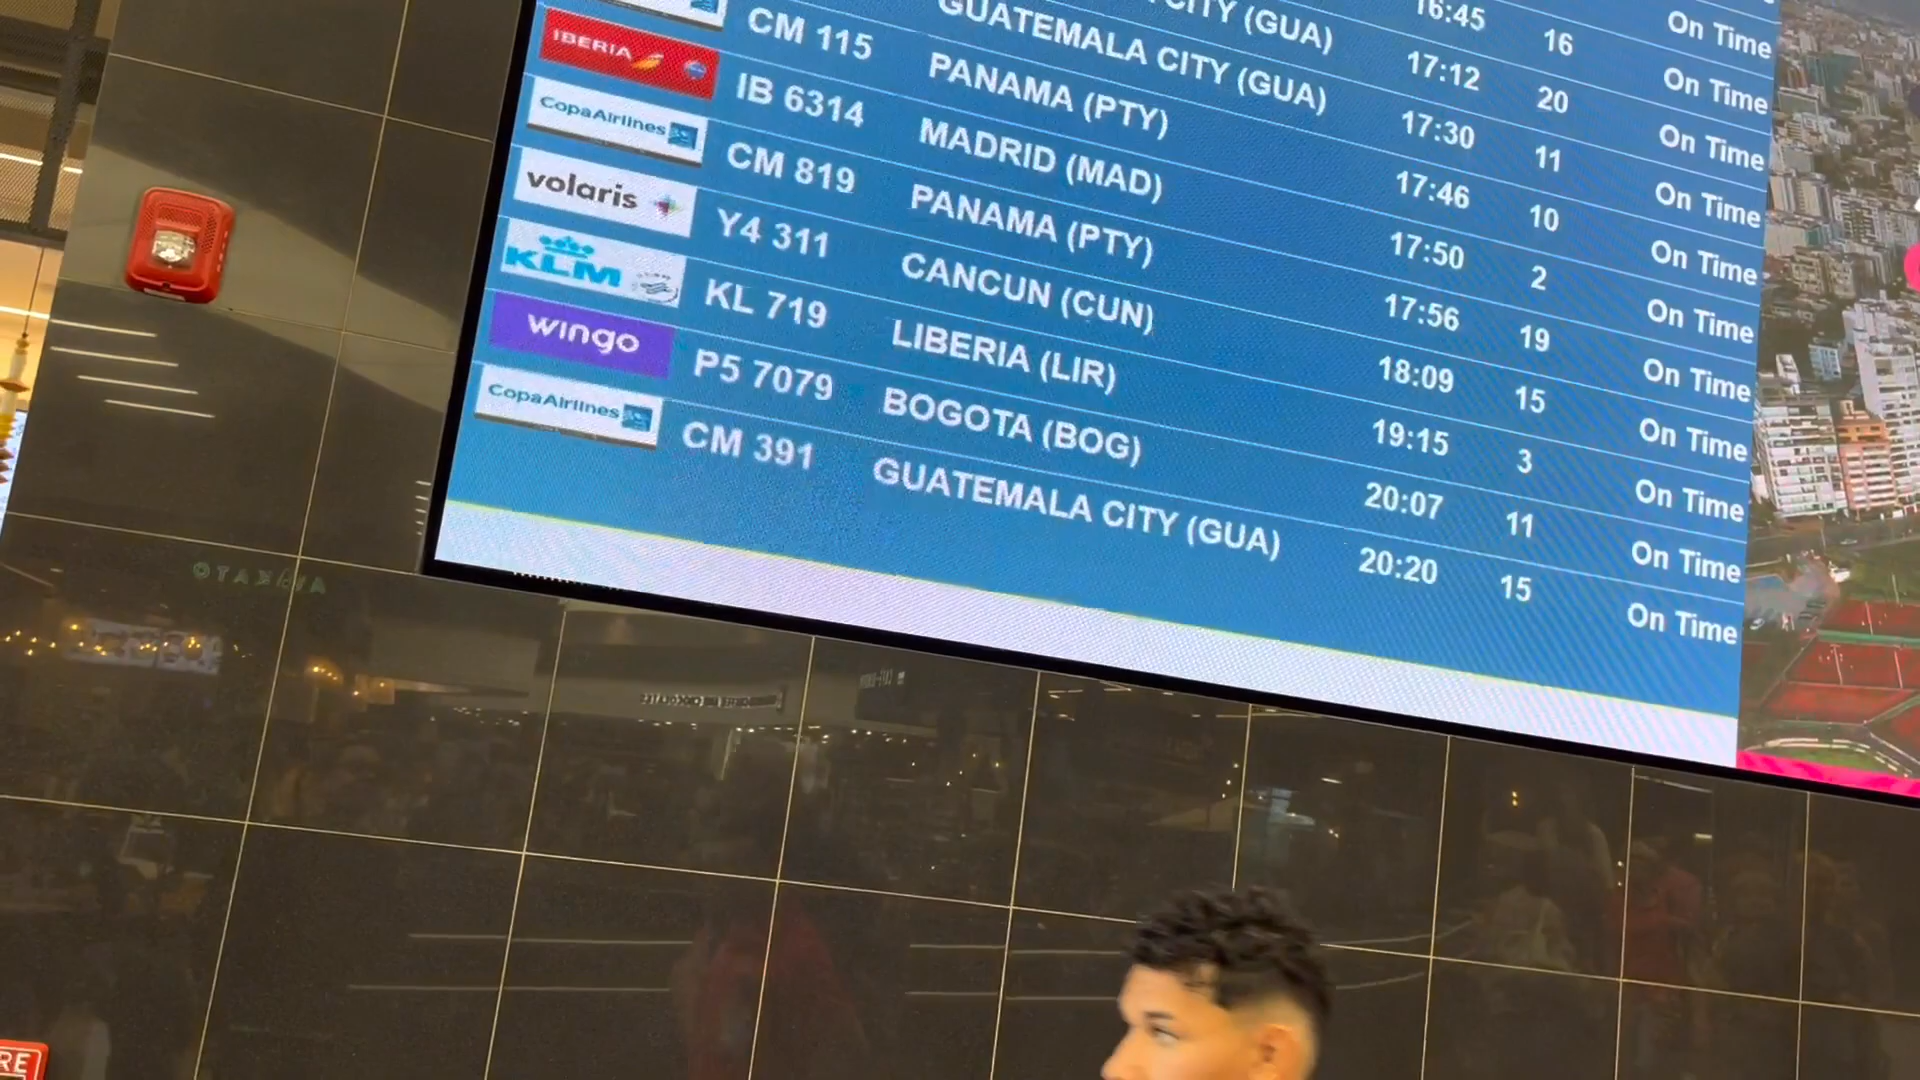 On Time
16:45 16 On Time
CITY (GUA) 17:12 20 On Time
GUATEMALA CITY (GUA) 17:30 11 On Time
CM 115 PANAMA (PTY) 17:46 10 On Time
IBERIA IB 6314 MADRID (MAD) 17:50 2 On Time
CopaAirlines CM 819 PANAMA (PTY) 17:56 19 On Time
volaris Y4 311 CANCUN (CUN) 18:09 15 On Time
KLM KL 719 LIBERIA (LIR) 19:15 3 On Time
wingo P5 7079 BOGOTA (BOG) 20:07 11 On Time
CopaAirlines CM 391 GUATEMALA CITY (GUA) 20:20 15 On Time